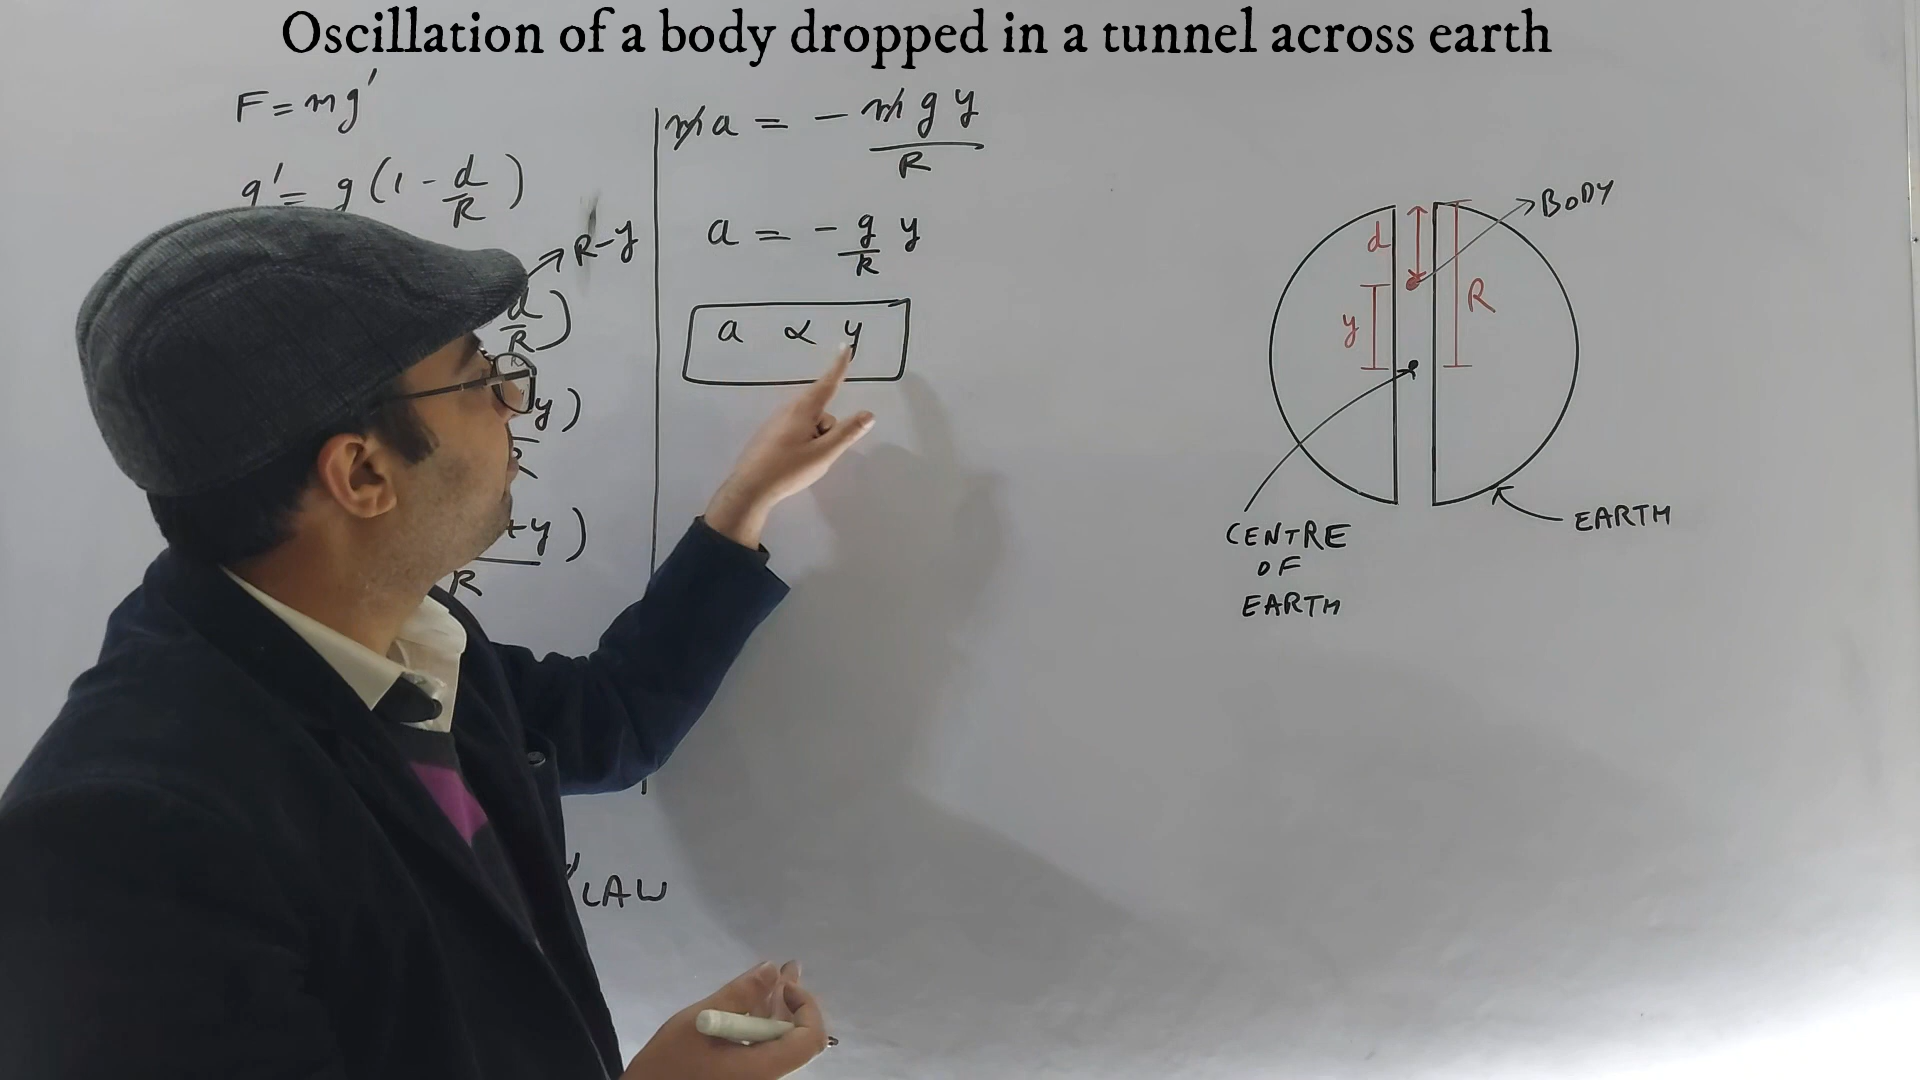 Oscillation of a body dropped in a tunnel across earth
F = mg'
g' = g (1 - d/R)
R-y
d/R)
y)
R
+y)
R
LAW
ma = - mgy/R
a = - g/R y
a ∝ y
BODY
d
y
R
CENTRE
OF
EARTH
EARTH